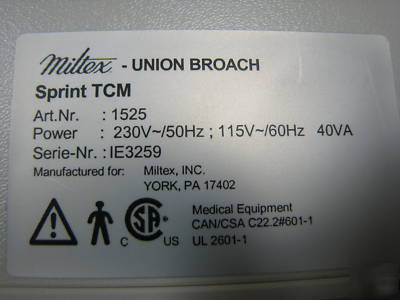 Miltex - UNION BROACH
Sprint TCM
Art.Nr. : 1525
Power : 230V~/50Hz ; 115V~/60Hz 40VA
Serie-Nr. : IE3259
Manufactured for: Miltex, INC.
YORK, PA 17402
Medical Equipment
CAN/CSA C22.2#601-1
UL 2601-1
C SA US